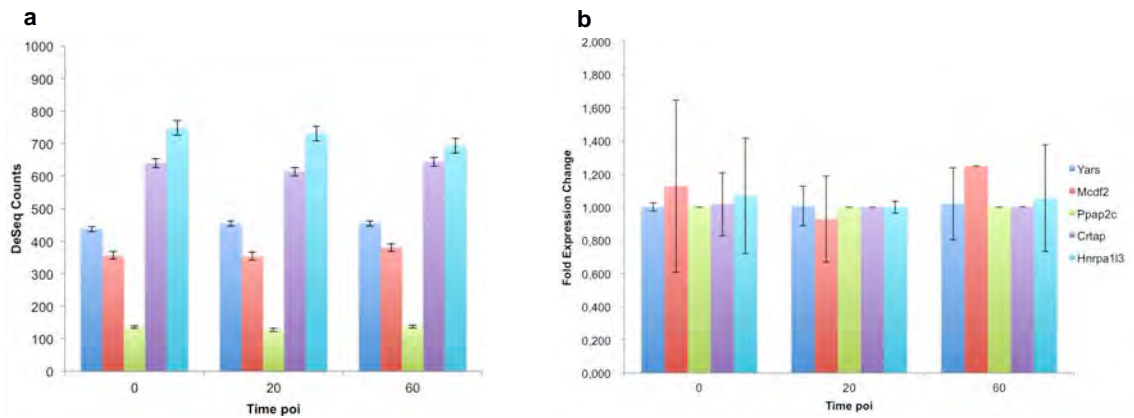 a
1000
900
800
700
600
500
400
300
200
100
0
DeSeq Counts
0 20 60
Time poi
b
2,000
1,800
1,600
1,400
1,200
1,000
0,800
0,600
0,400
0,200
0,000
Fold Expression Change
0 20 60
Time poi
Yars
Mcdf2
Ppap2c
Crtap
Hnrpa1l3